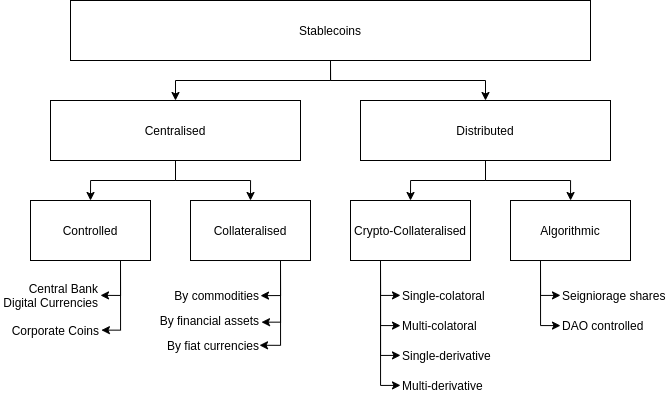 Stablecoins
Centralised
Distributed
Controlled
Collateralised
Crypto-Collateralised
Algorithmic
Central Bank
Digital Currencies
Corporate Coins
By commodities
By financial assets
By fiat currencies
Single-colatoral
Multi-colatoral
Single-derivative
Multi-derivative
Seigniorage shares
DAO controlled